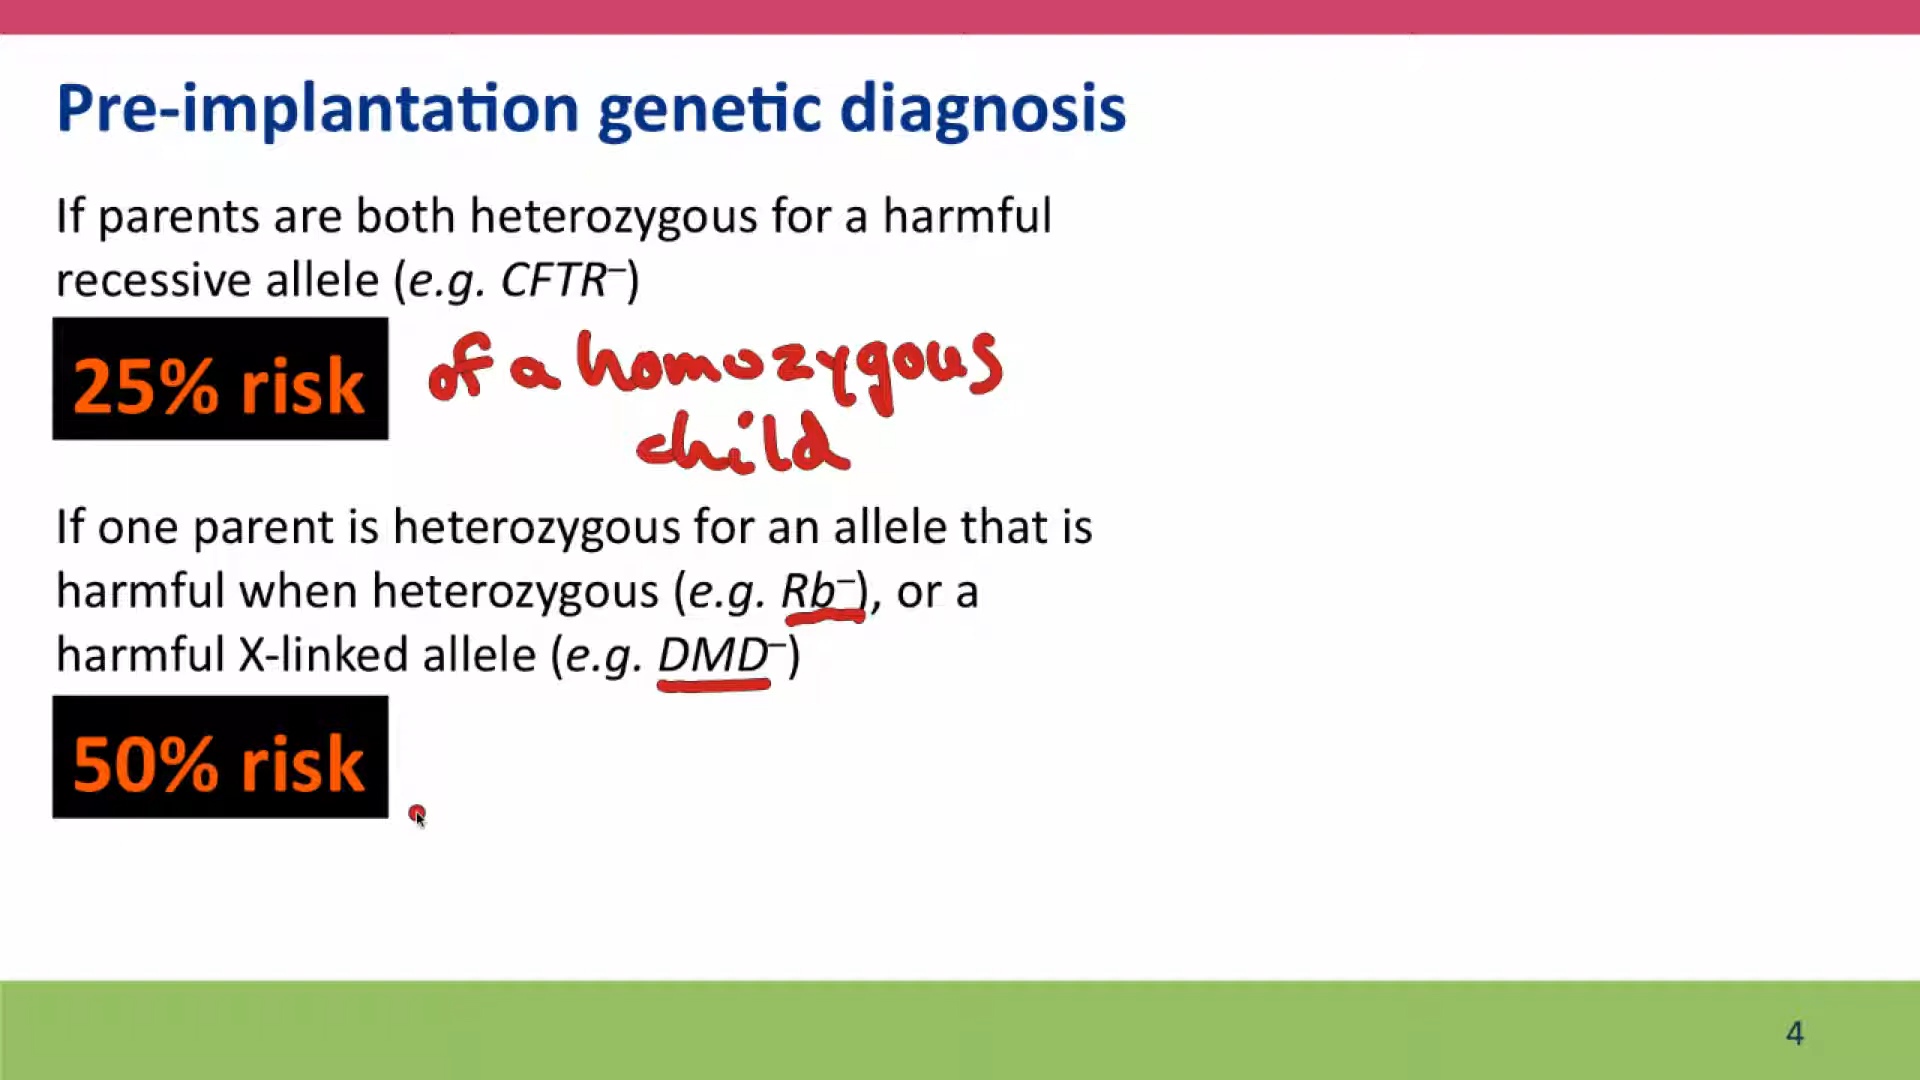 Pre-implantation genetic diagnosis
If parents are both heterozygous for a harmful
recessive allele (e.g. CFTR–)
25% risk
of a homozygous
child
If one parent is heterozygous for an allele that is
harmful when heterozygous (e.g. Rb–), or a
harmful X-linked allele (e.g. DMD–)
50% risk
4